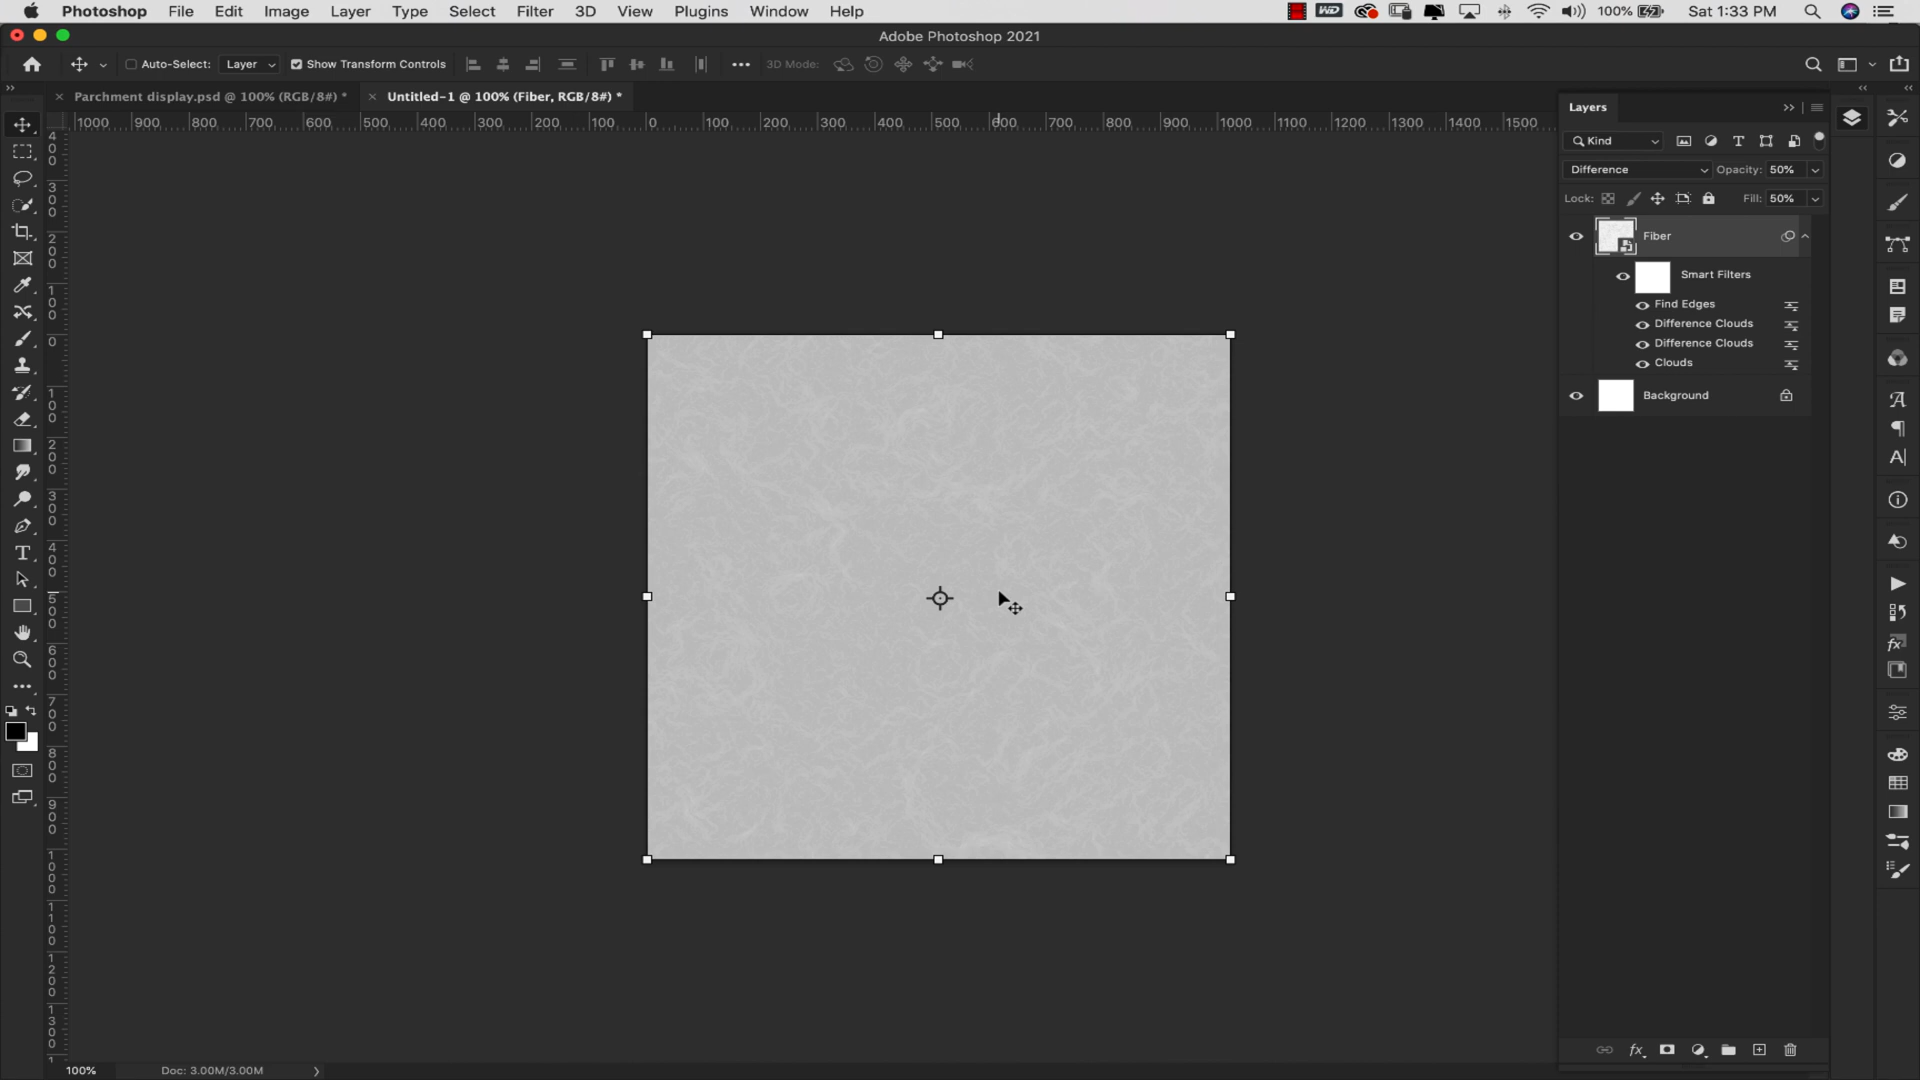 Photoshop File Edit Image Layer Type Select Filter 3D View Plugins Window Help 100% Sat 1:33 PM
Adobe Photoshop 2021
Auto-Select: Layer Show Transform Controls 3D Mode:
Parchment display.psd @ 100% (RGB/8#) * Untitled-1 @ 100% (Fiber, RGB/8#) *
1000 900 800 700 600 500 400 300 200 100 0 100 200 300 400 500 600 700 800 900 1000 1100 1200 1300 1400 1500
400
300
200
100
0
100
200
300
400
500
600
700
800
900
1000
1100
1200
1300
Layers
Kind
Difference Opacity: 50%
Lock: Fill: 50%
Fiber
Smart Filters
Find Edges
Difference Clouds
Difference Clouds
Clouds
Background
fx
100% Doc: 3.00M/3.00M